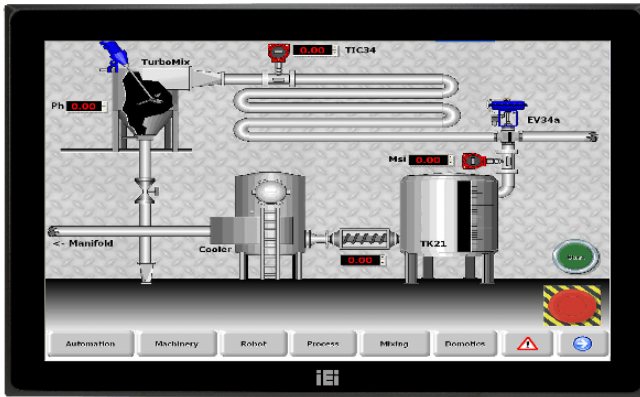 0.00 TIC34
TurboMix
Ph 0.00
EV34a
Msi 0.00
<- Manifold
Cooler
TK21
0.00
Automation
Machinery
Robot
Process
Mixing
Domotics
iEi